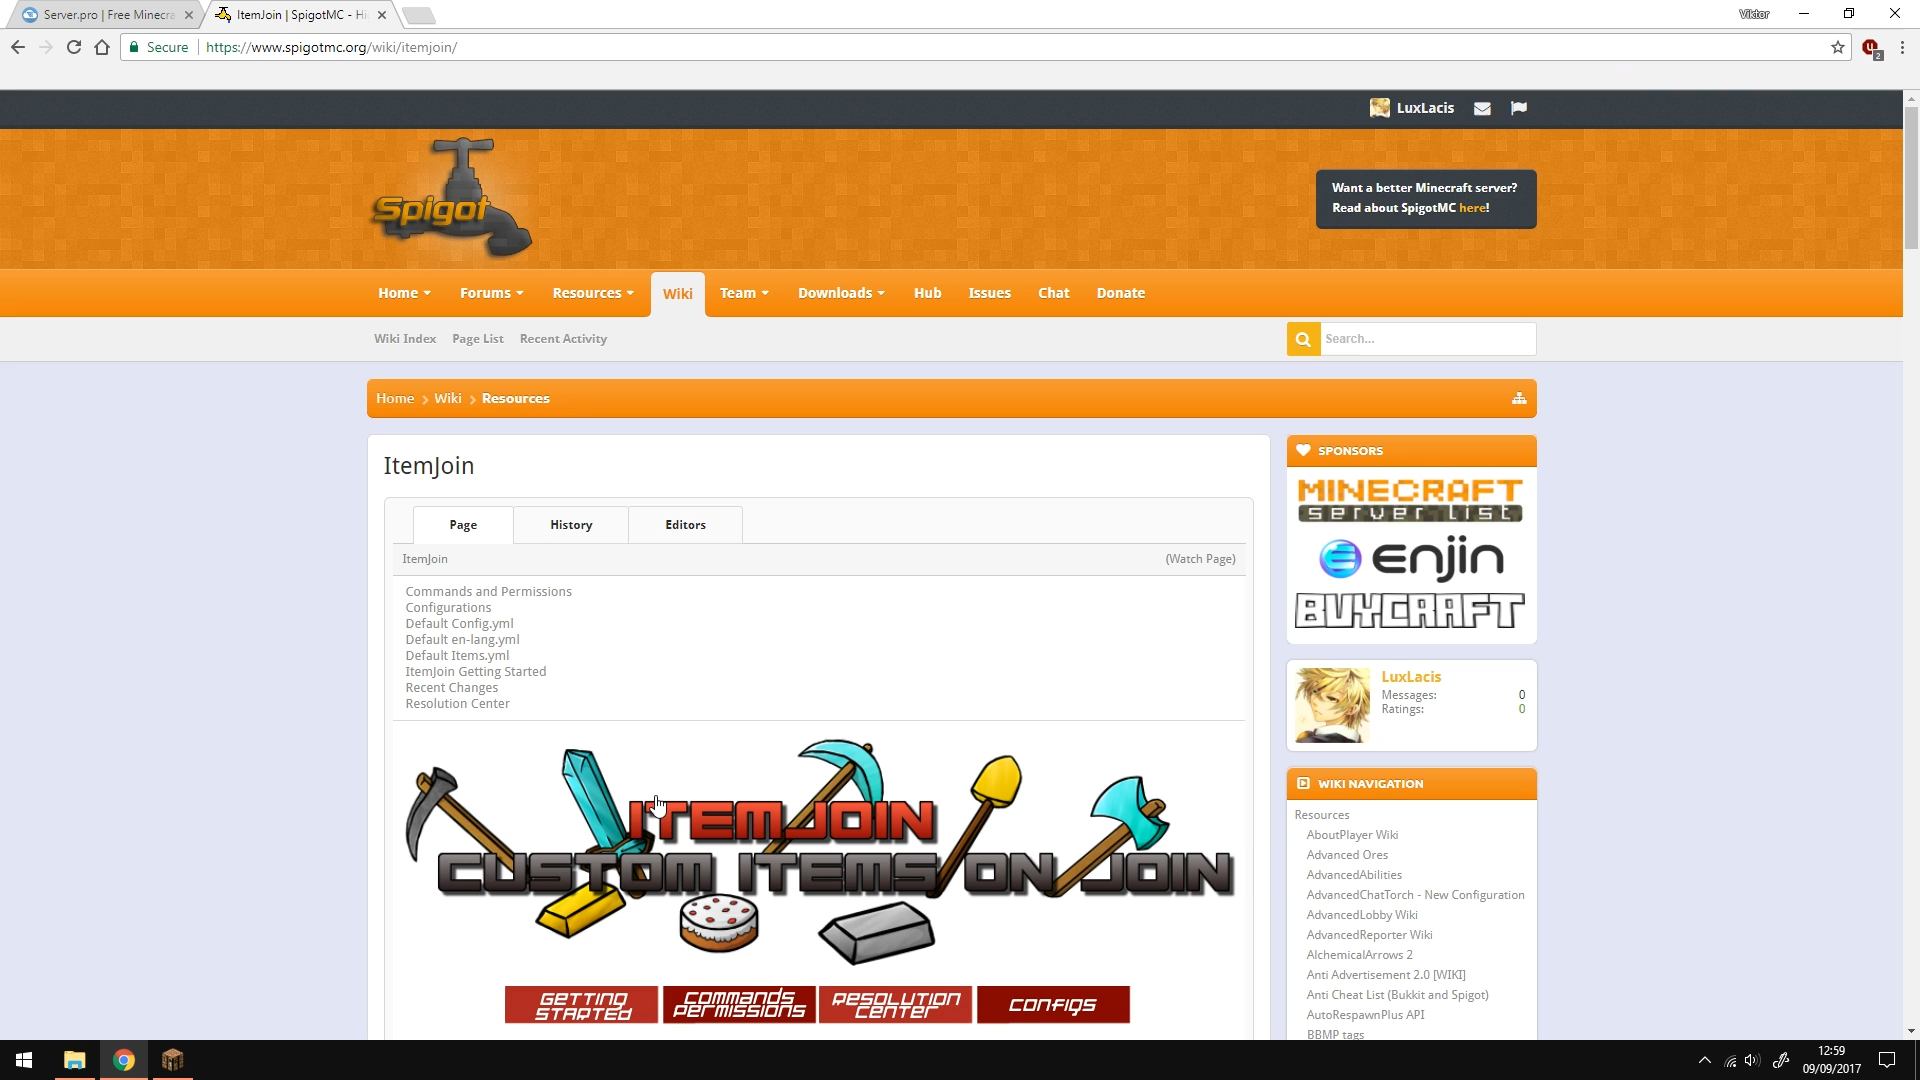 Server.pro | Free Minecra
ItemJoin | SpigotMC - Hi
Viktor
Secure
https://www.spigotmc.org/wiki/itemjoin/
2
LuxLacis
Spigot
Want a better Minecraft server?
Read about SpigotMC here!
Home
Forums
Resources
Wiki
Team
Downloads
Hub
Issues
Chat
Donate
Wiki Index
Page List
Recent Activity
Search...
Home
Wiki
Resources
ItemJoin
Page
History
Editors
ItemJoin
(Watch Page)
Commands and Permissions
Configurations
Default Config.yml
Default en-lang.yml
Default Items.yml
ItemJoin Getting Started
Recent Changes
Resolution Center
ITEMJOIN
CUSTOM ITEMS ON JOIN
GETTING STARTED
COMMANDS PERMISSIONS
RESOLUTION CENTER
CONFIGS
SPONSORS
MINECRAFT
server list
enjin
BUYCRAFT
LuxLacis
Messages: 0
Ratings: 0
WIKI NAVIGATION
Resources
AboutPlayer Wiki
Advanced Ores
AdvancedAbilities
AdvancedChatTorch - New Configuration
AdvancedLobby Wiki
AdvancedReporter Wiki
AlchemicalArrows 2
Anti Advertisement 2.0 [WIKI]
Anti Cheat List (Bukkit and Spigot)
AutoRespawnPlus API
BBMP tags
12:59
09/09/2017